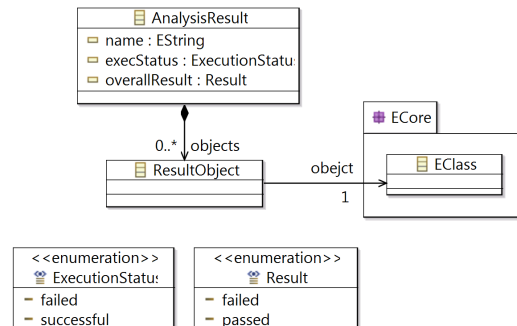 AnalysisResult
name : EString
execStatus : ExecutionStatu
overallResult : Result
0..* objects
ECore
ResultObject
obejct
1
EClass
<<enumeration>>
ExecutionStatu
failed
successful
<<enumeration>>
Result
failed
passed